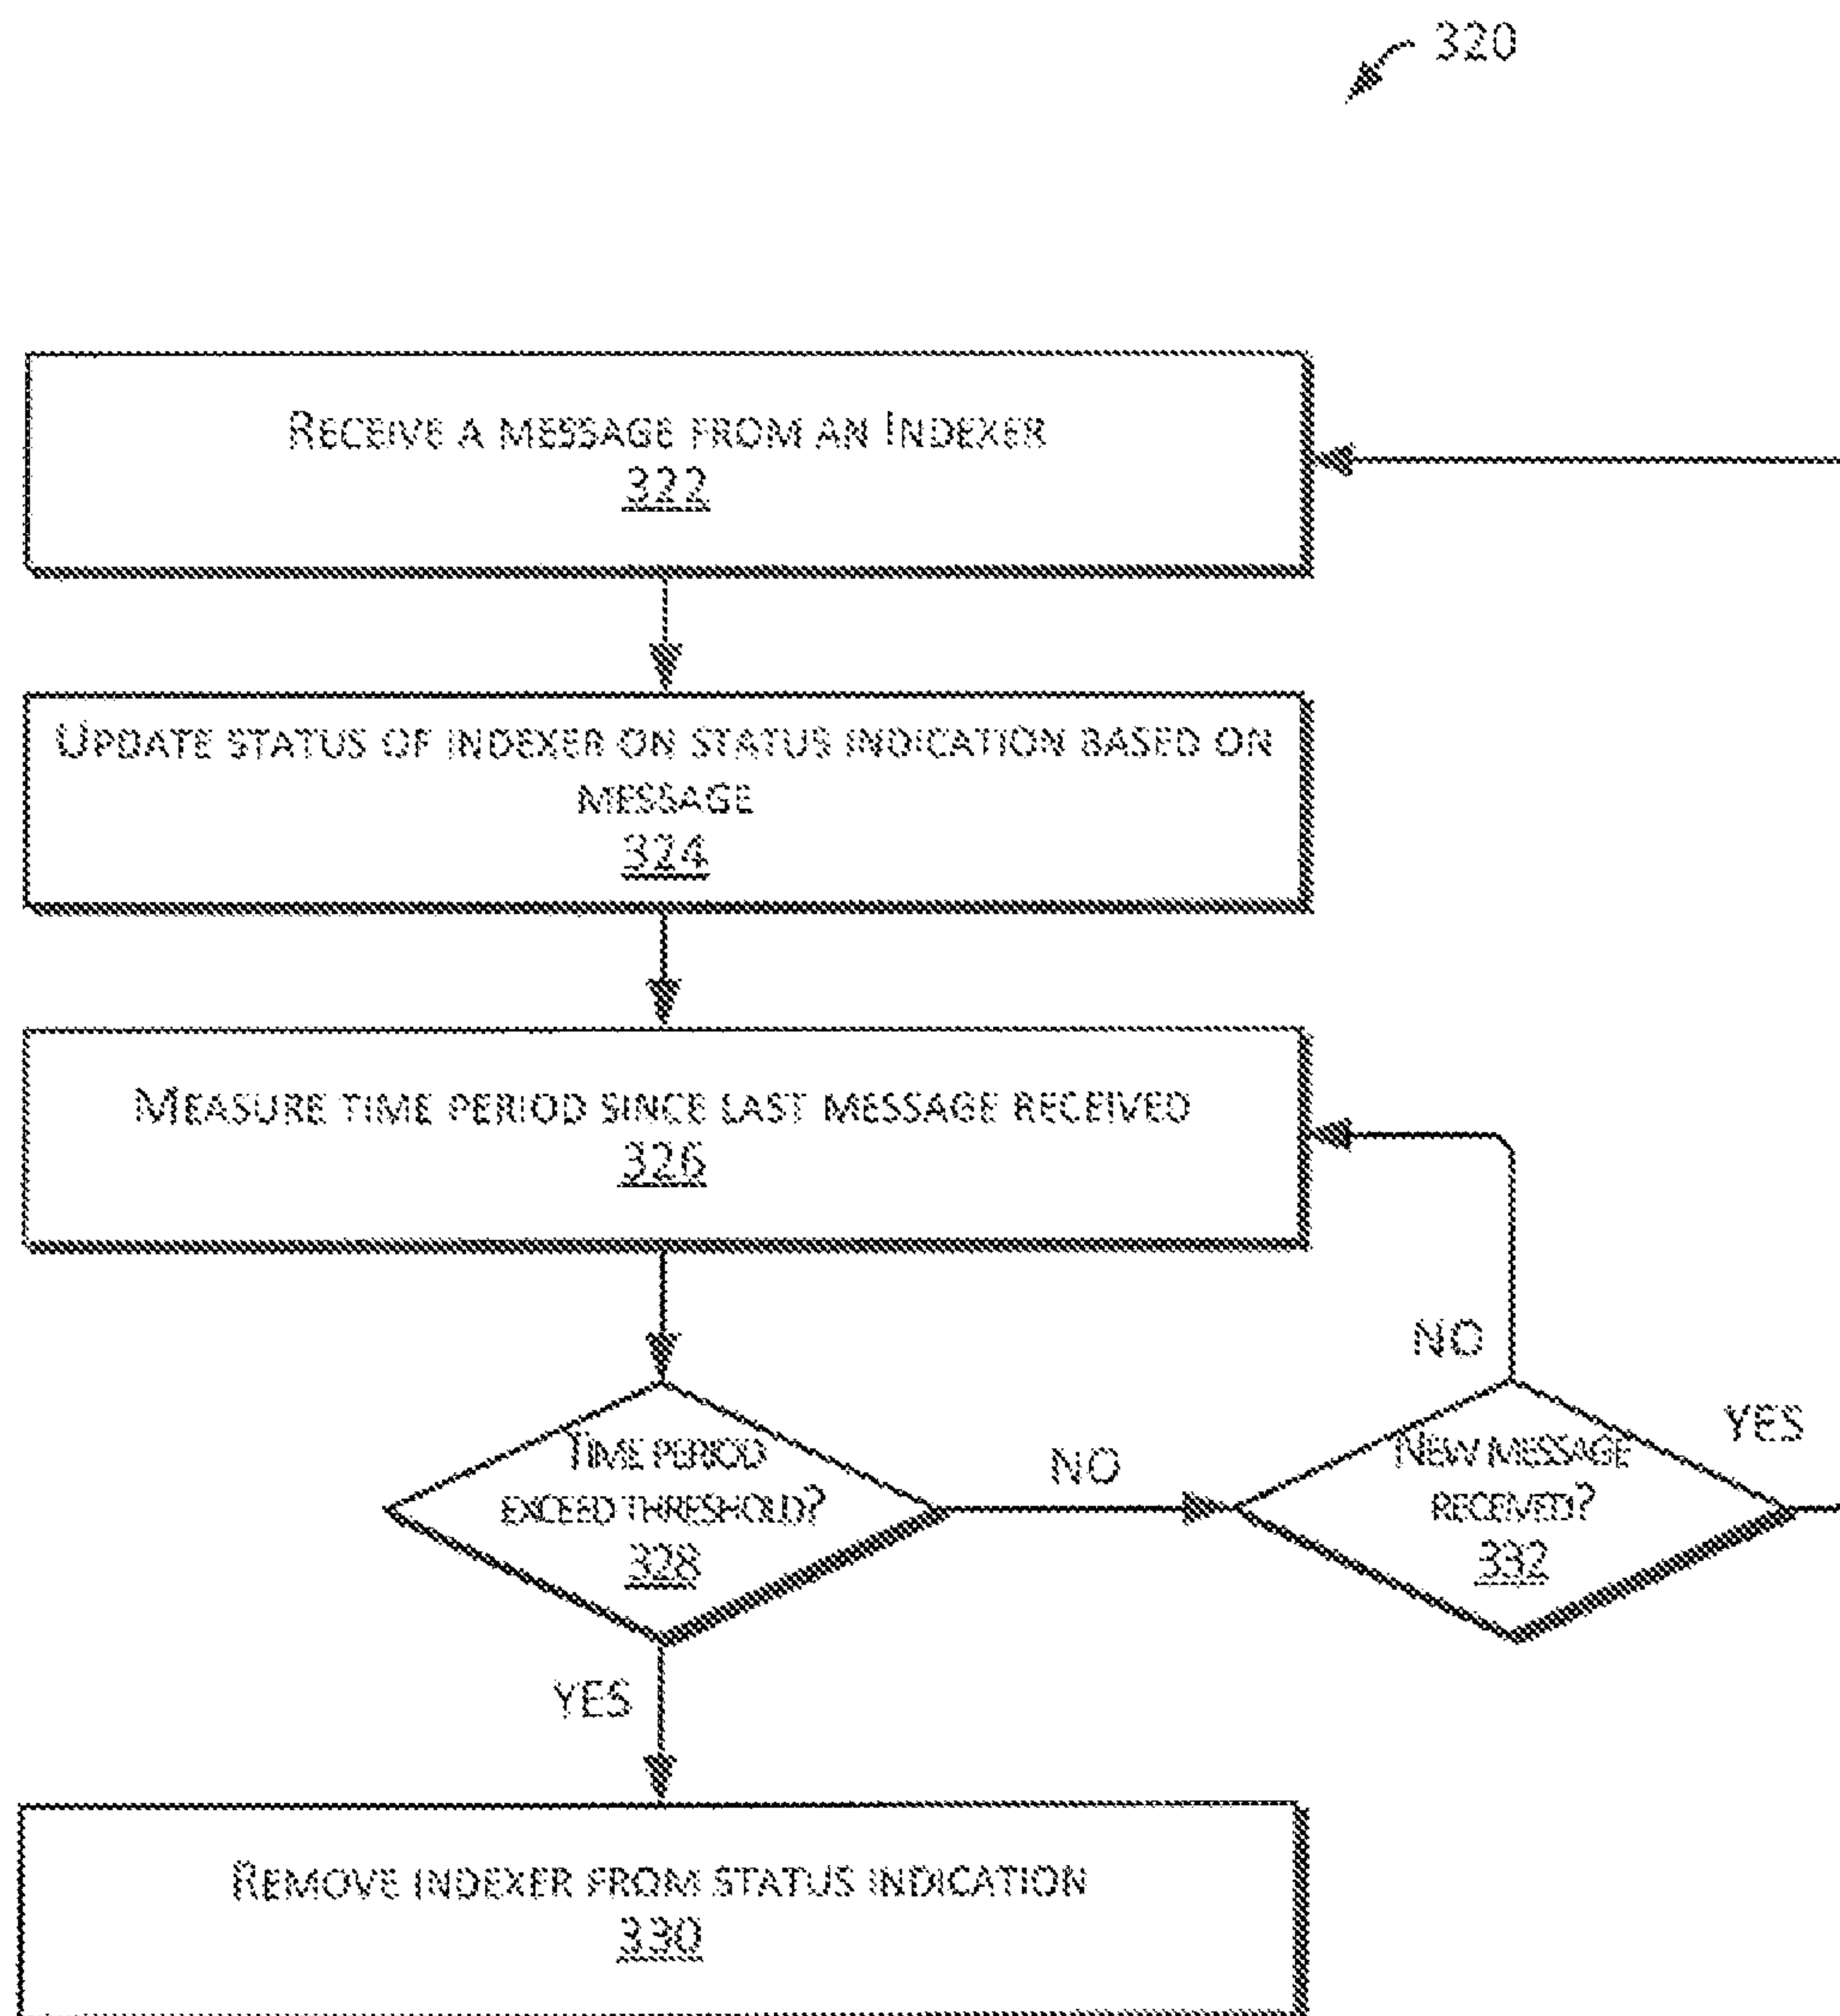 320
RECEIVE A MESSAGE FROM AN INDEXER
322
UPDATE STATUS OF INDEXER ON STATUS INDICATION BASED ON
MESSAGE
324
MEASURE TIME PERIOD SINCE LAST MESSAGE RECEIVED
326
TIME PERIOD
EXCEED THRESHOLD?
328
NO
NEW MESSAGE
RECEIVED?
332
NO
YES
YES
REMOVE INDEXER FROM STATUS INDICATION
330